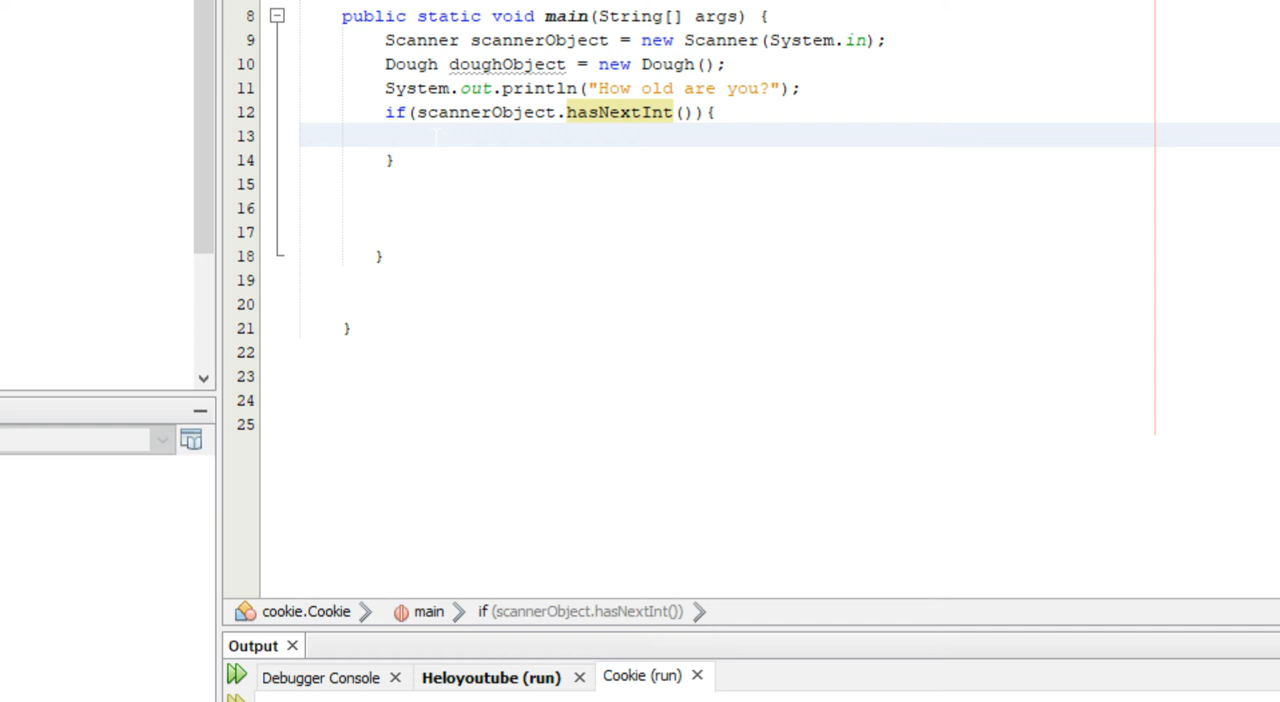 8 public static void main(String[] args) {
9 Scanner scannerObject = new Scanner(System.in);
10 Dough doughObject = new Dough();
11 System.out.println("How old are you?");
12 if(scannerObject.hasNextInt()){
13
14 }
15
16
17
18 }
19
20
21 }
22
23
24
25
cookie.Cookie main if (scannerObject.hasNextInt())
Output
Debugger Console Heloyoutube (run) Cookie (run)